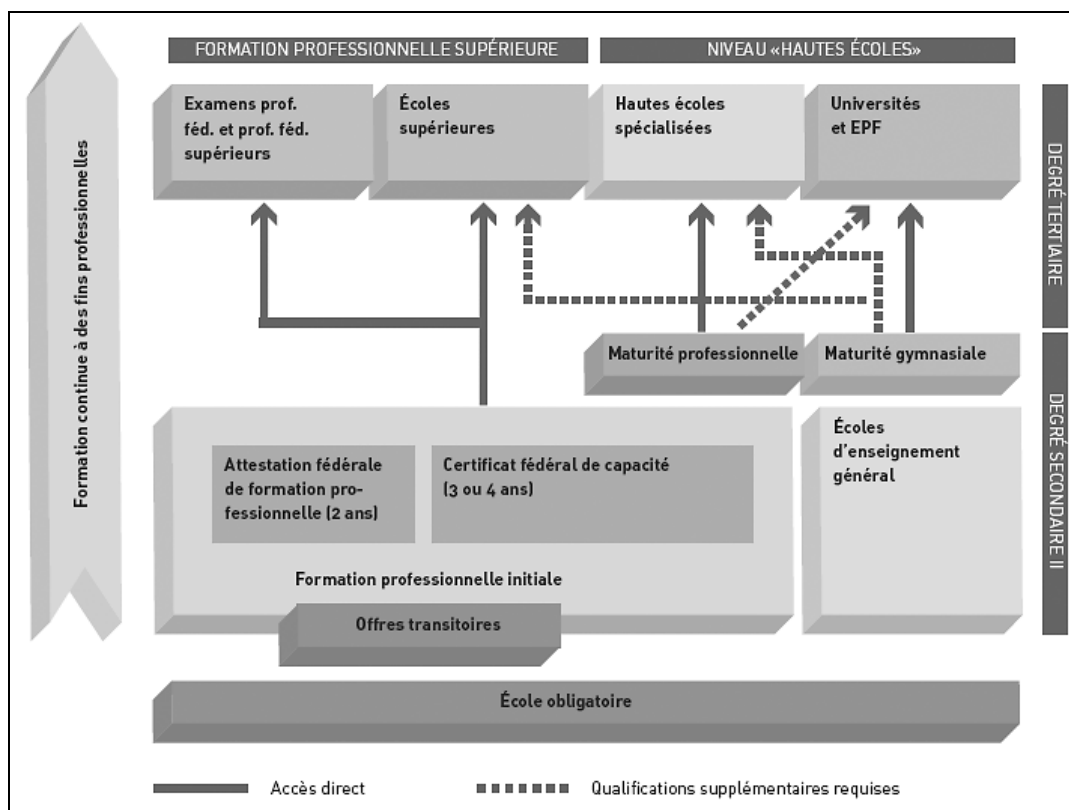 FORMATION PROFESSIONNELLE SUPÉRIEURE
NIVEAU «HAUTES ÉCOLES»
Examens prof.
féd. et prof. féd.
supérieurs
Écoles
supérieures
Hautes écoles
spécialisées
Universités
et EPF
DEGRÉ TERTIAIRE
Formation continue à des fins professionnelles
Maturité professionnelle
Maturité gymnasiale
DEGRÉ SECONDAIRE II
Attestation fédérale
de formation pro-
fessionnelle (2 ans)
Certificat fédéral de capacité
(3 ou 4 ans)
Écoles
d'enseignement
général
Formation professionnelle initiale
Offres transitoires
École obligatoire
Accès direct
Qualifications supplémentaires requises